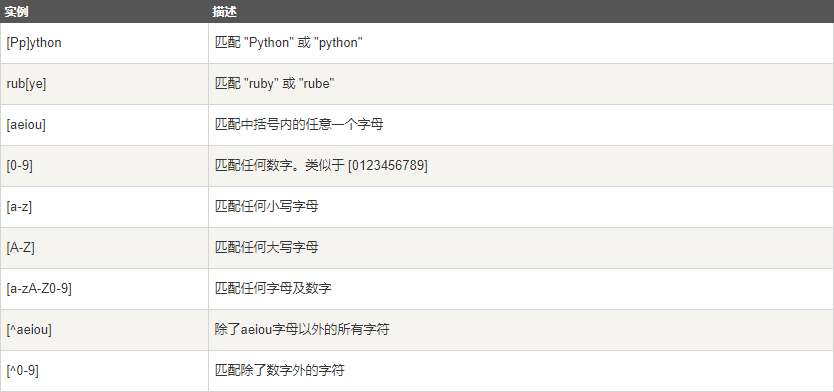 实例 描述
[Pp]ython 匹配 "Python" 或 "python"
rub[ye] 匹配 "ruby" 或 "rube"
[aeiou] 匹配中括号内的任意一个字母
[0-9] 匹配任何数字。类似于 [0123456789]
[a-z] 匹配任何小写字母
[A-Z] 匹配任何大写字母
[a-zA-Z0-9] 匹配任何字母及数字
[^aeiou] 除了aeiou字母以外的所有字符
[^0-9] 匹配除了数字外的字符